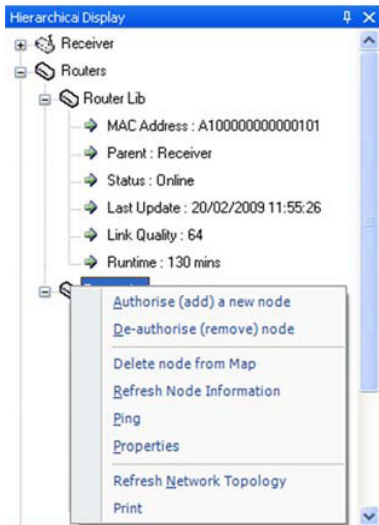 Hierarchical Display
Receiver
Routers
Router Lib
MAC Address : A100000000000101
Parent : Receiver
Status : Online
Last Update : 20/02/2009 11:55:26
Link Quality : 64
Runtime : 130 mins
Authorise (add) a new node
De-authorise (remove) node
Delete node from Map
Refresh Node Information
Ping
Properties
Refresh Network Topology
Print